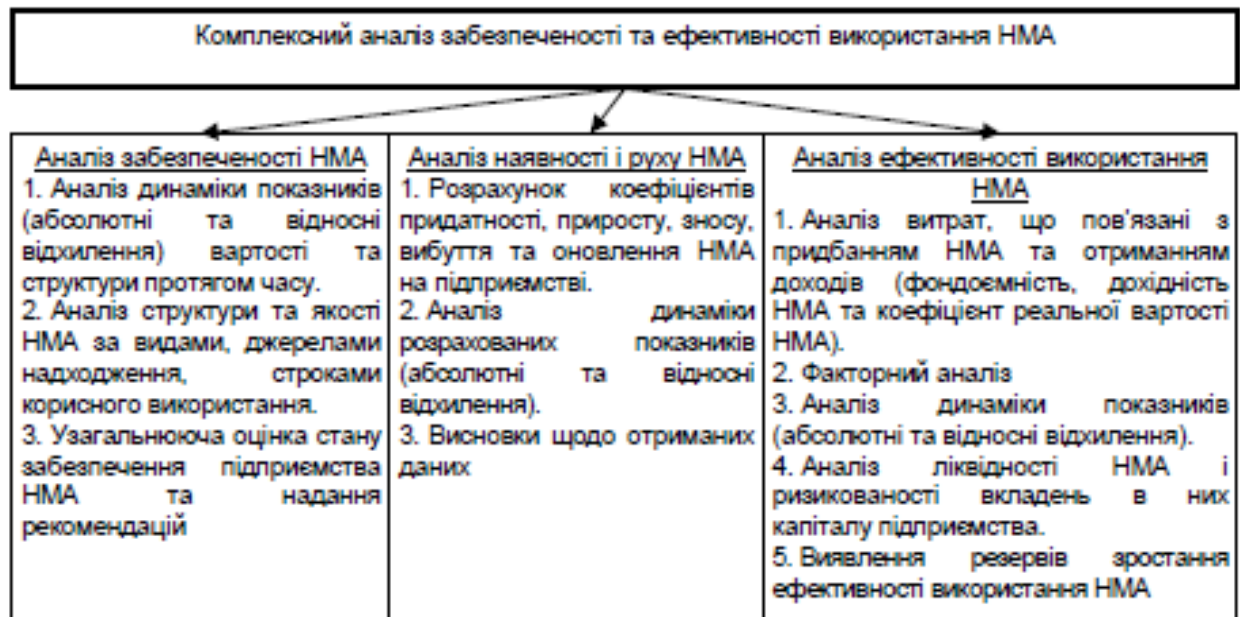 Комплексний аналіз забезпеченості та ефективності використання НМА
Аналіз забезпеченості НМА
1. Аналіз динаміки показників
(абсолютні та відносні
відхилення) вартості та
структури протягом часу.
2. Аналіз структури та якості
НМА за видами, джерелами
надходження, строками
корисного використання.
3. Узагальнююча оцінка стану
забезпечення підприємства
НМА та надання
рекомендацій
Аналіз наявності і руху НМА
1. Розрахунок коефіцієнтів
придатності, приросту, зносу,
вибуття та оновлення НМА
на підприємстві.
2. Аналіз динаміки
розрахованих показників
(абсолютні та відносні
відхилення).
3. Висновки щодо отриманих
даних
Аналіз ефективності використання
НМА
1. Аналіз витрат, що пов’язані з
придбанням НМА та отриманням
доходів (фондоємність, дохідність
НМА та коефіцієнт реальної вартості
НМА).
2. Факторний аналіз
3. Аналіз динаміки показників
(абсолютні та відносні відхилення).
4. Аналіз ліквідності НМА і
ризикованості вкладень в них
капіталу підприємства.
5. Виявлення резервів зростання
ефективності використання НМА